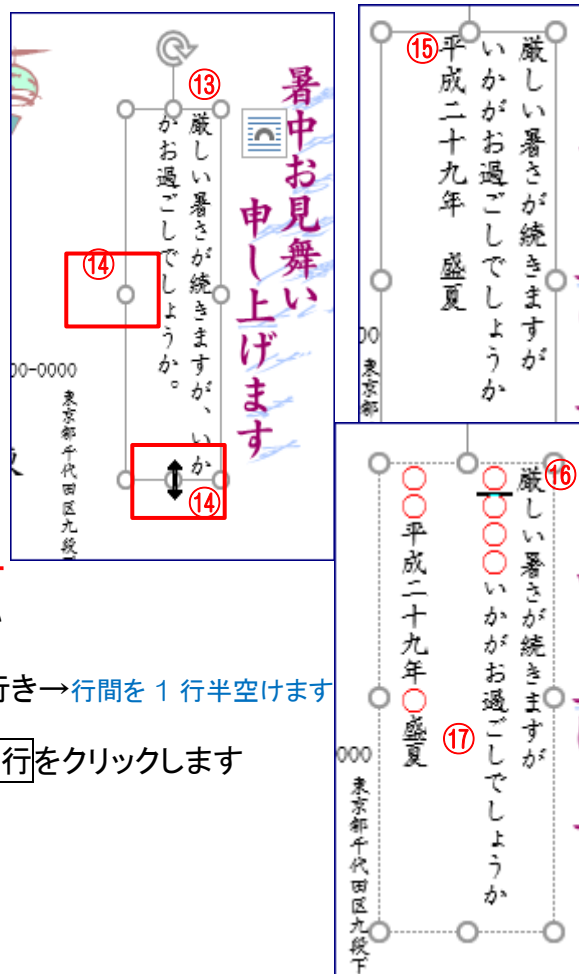 ⑬
暑中お見舞い
申し上げます
厳しい暑さが続きますが、いか
がお過ごしでしょうか。
⑭
⑭
00-0000
東京都千代田区九段
⑮
厳しい暑さが続きますが
いかがお過ごしでしょうか
平成二十九年　盛夏
00
東京都
⑯
厳しい暑さが続きますが
〇〇〇〇いかがお過ごしでしょうか
〇〇平成二十九年〇盛夏
⑰
000
東京都千代田区九段下
行き→行間を 1 行半空けます
行をクリックします